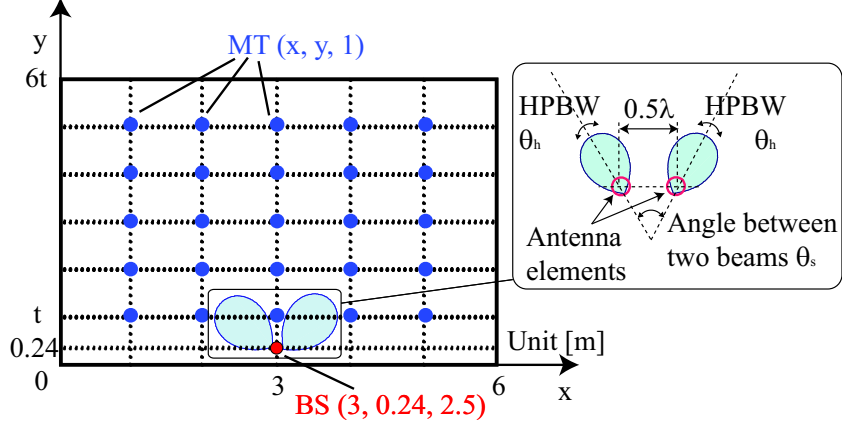 y
MT (x, y, 1)
6t
HPBW
θh
0.5λ
HPBW
θh
Antenna
elements
Angle between
two beams θs
t
0.24
0
3
6
Unit [m]
x
BS (3, 0.24, 2.5)